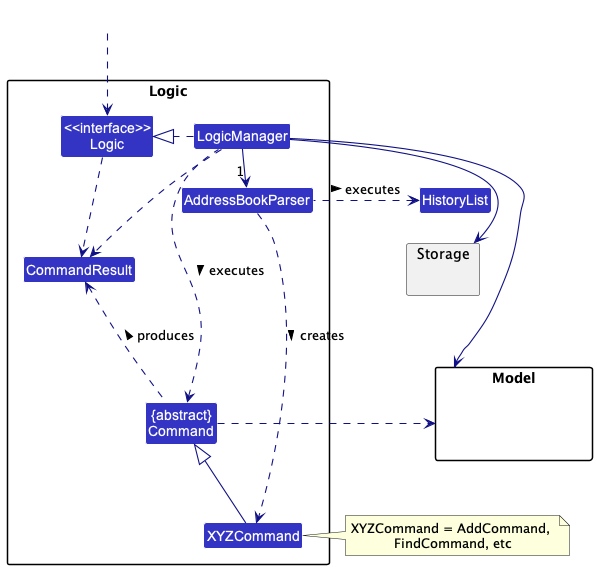 Logic
<<interface>>
Logic
LogicManager
1
AddressBookParser
executes
HistoryList
Storage
CommandResult
executes
produces
creates
Model
{abstract}
Command
XYZCommand
XYZCommand = AddCommand,
FindCommand, etc